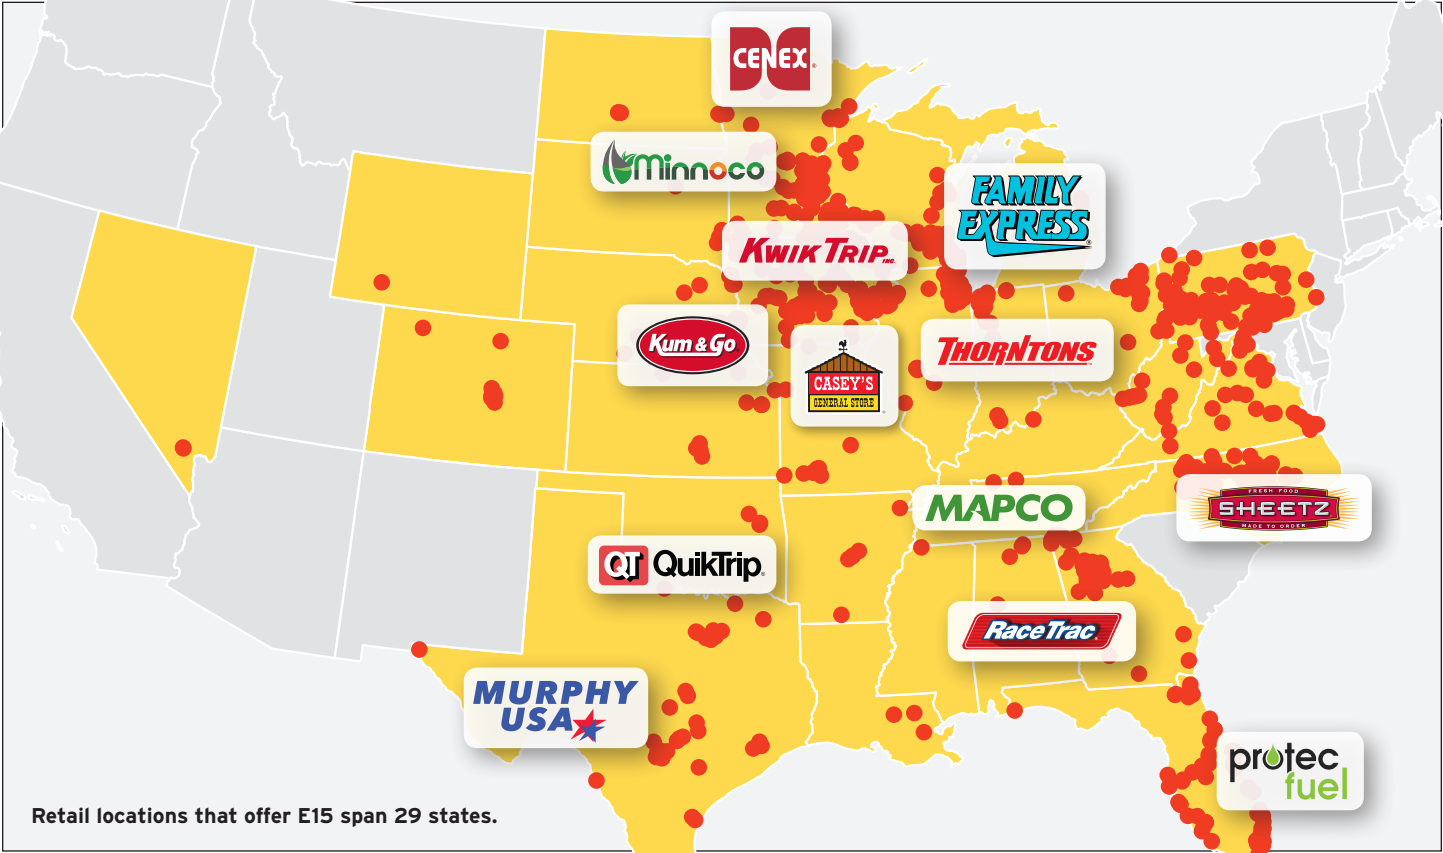 CENEX
Minnoco
FAMILY
EXPRESS
KWIK TRIP INC.
Kum & Go
CASEY'S
GENERAL STORE
THORNTONS
FRESH FOOD
SHEETZ
MADE TO ORDER
MAPCO
QT QuikTrip
RaceTrac
MURPHY
USA
protec
fuel
Retail locations that offer E15 span 29 states.